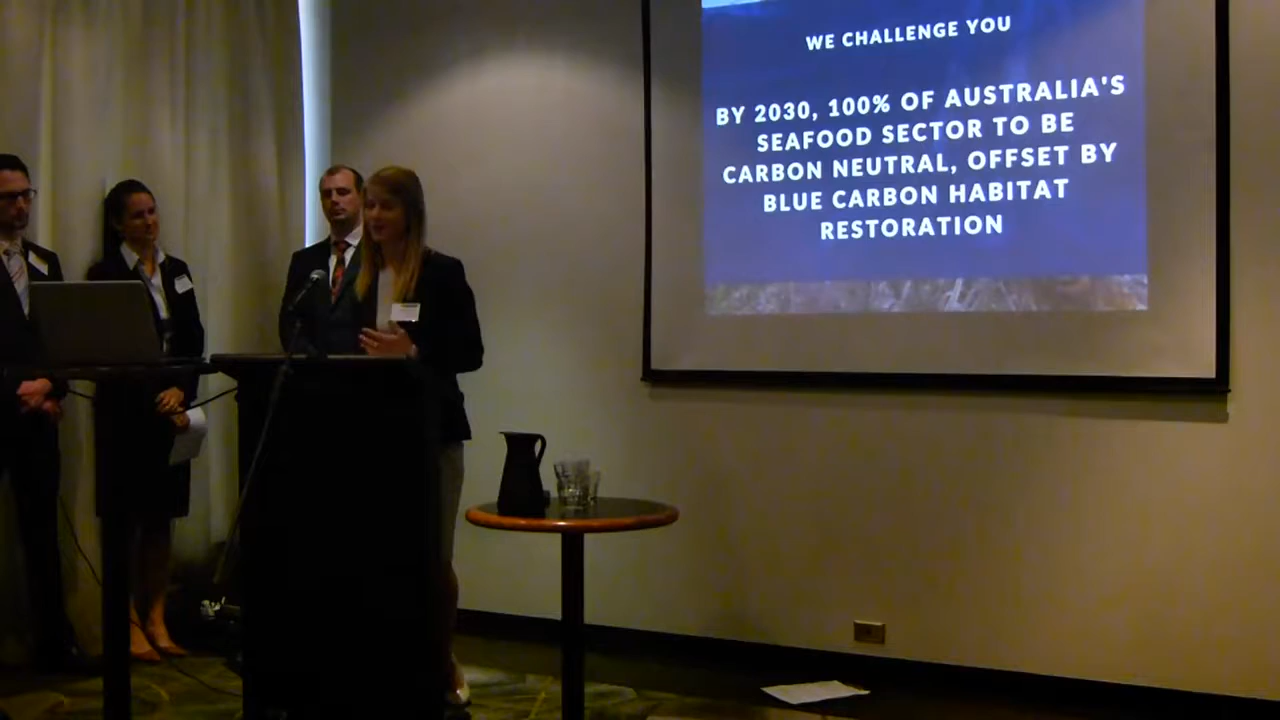 WE CHALLENGE YOU
BY 2030, 100% OF AUSTRALIA'S
SEAFOOD SECTOR TO BE
CARBON NEUTRAL, OFFSET BY
BLUE CARBON HABITAT
RESTORATION